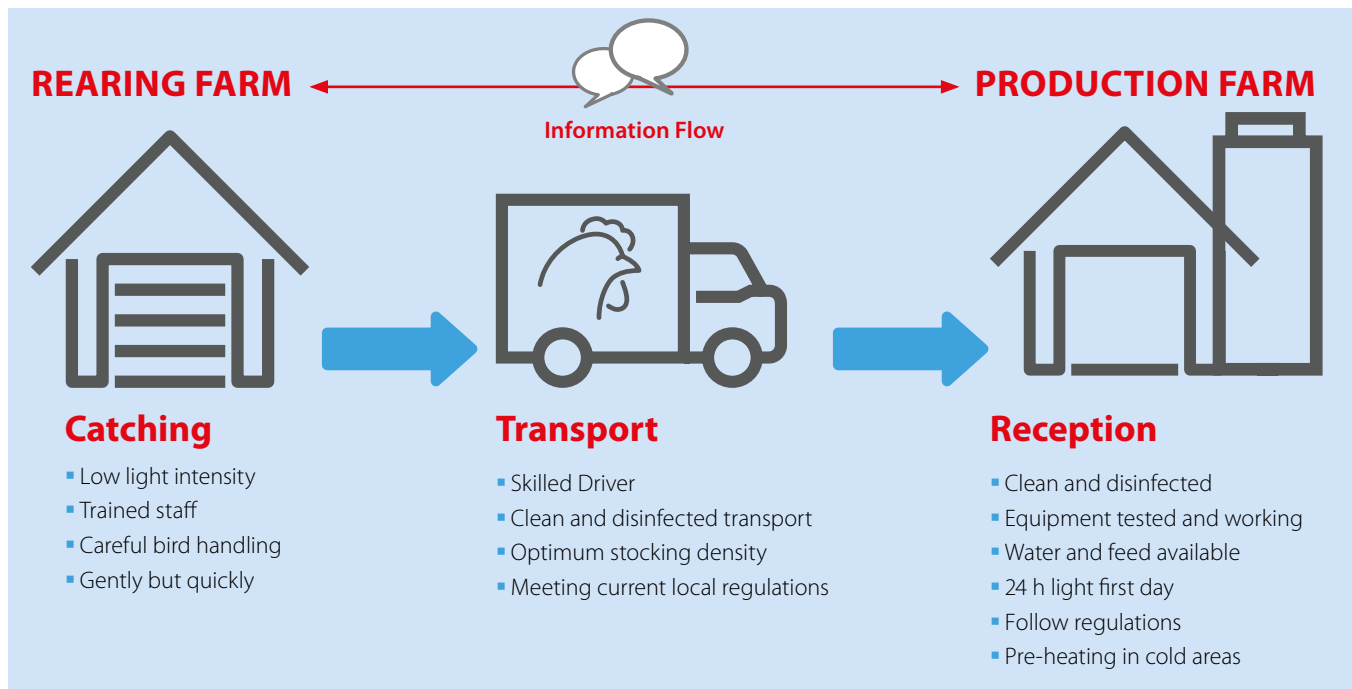 REARING FARM
PRODUCTION FARM
Information Flow
Catching
Low light intensity
Trained staff
Careful bird handling
Gently but quickly
Transport
Skilled Driver
Clean and disinfected transport
Optimum stocking density
Meeting current local regulations
Reception
Clean and disinfected
Equipment tested and working
Water and feed available
24 h light first day
Follow regulations
Pre-heating in cold areas